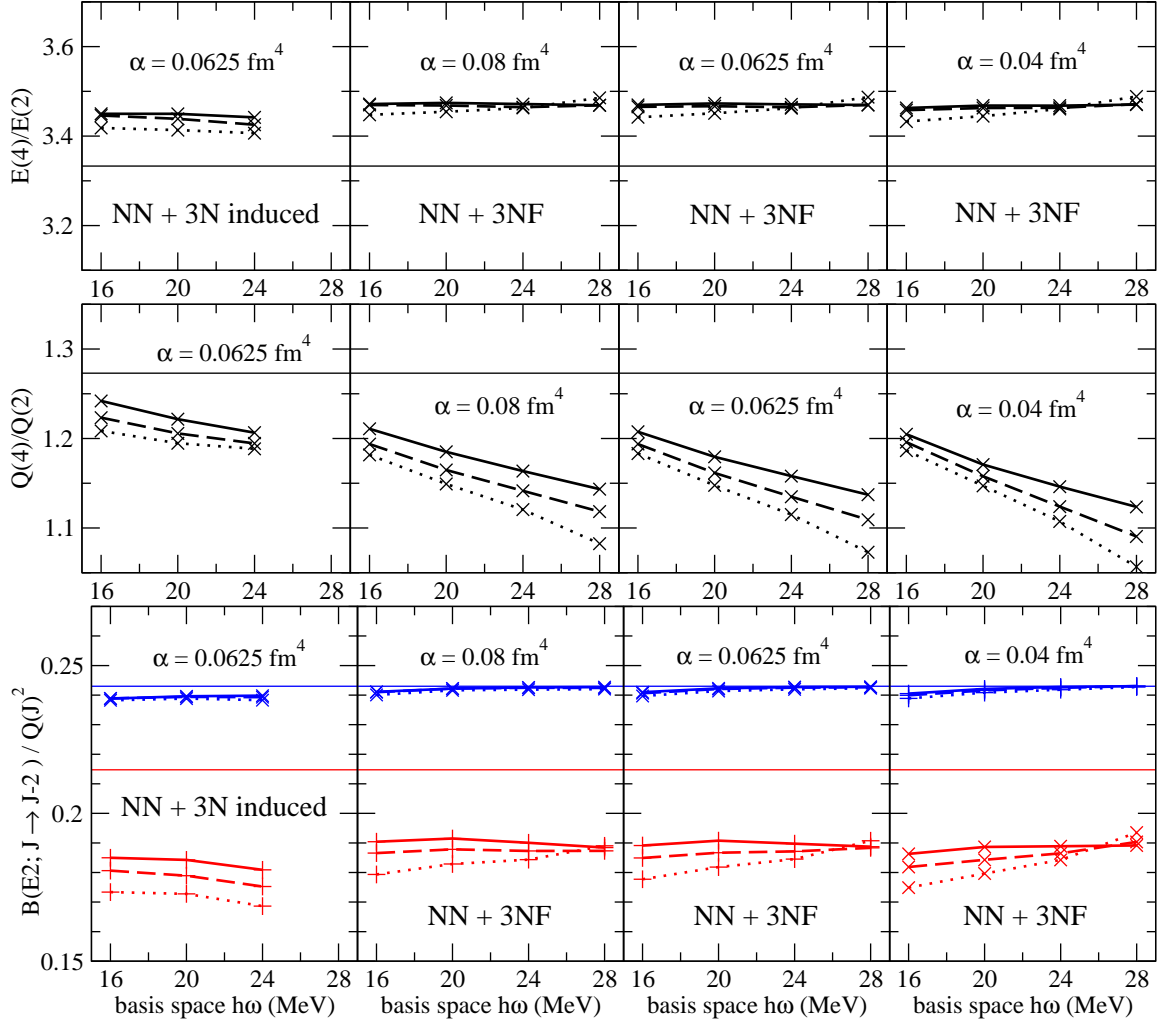 3.6
α = 0.0625 fm⁴ α = 0.08 fm⁴ α = 0.0625 fm⁴ α = 0.04 fm⁴
E(4)/E(2)
3.4
3.2
NN + 3N induced NN + 3NF NN + 3NF NN + 3NF
16 20 24 28 16 20 24 28 16 20 24 28 16 20 24 28
1.3
α = 0.0625 fm⁴
α = 0.08 fm⁴ α = 0.0625 fm⁴ α = 0.04 fm⁴
Q(4)/Q(2)
1.2
1.1
16 20 24 28 16 20 24 28 16 20 24 28 16 20 24 28
α = 0.0625 fm⁴ α = 0.08 fm⁴ α = 0.0625 fm⁴ α = 0.04 fm⁴
0.25
B(E2; J → J-2 ) / Q(J)²
NN + 3N induced
0.2
NN + 3NF NN + 3NF NN + 3NF
0.15
16 20 24 28 16 20 24 28 16 20 24 28 16 20 24 28
basis space hω (MeV) basis space hω (MeV) basis space hω (MeV) basis space hω (MeV)